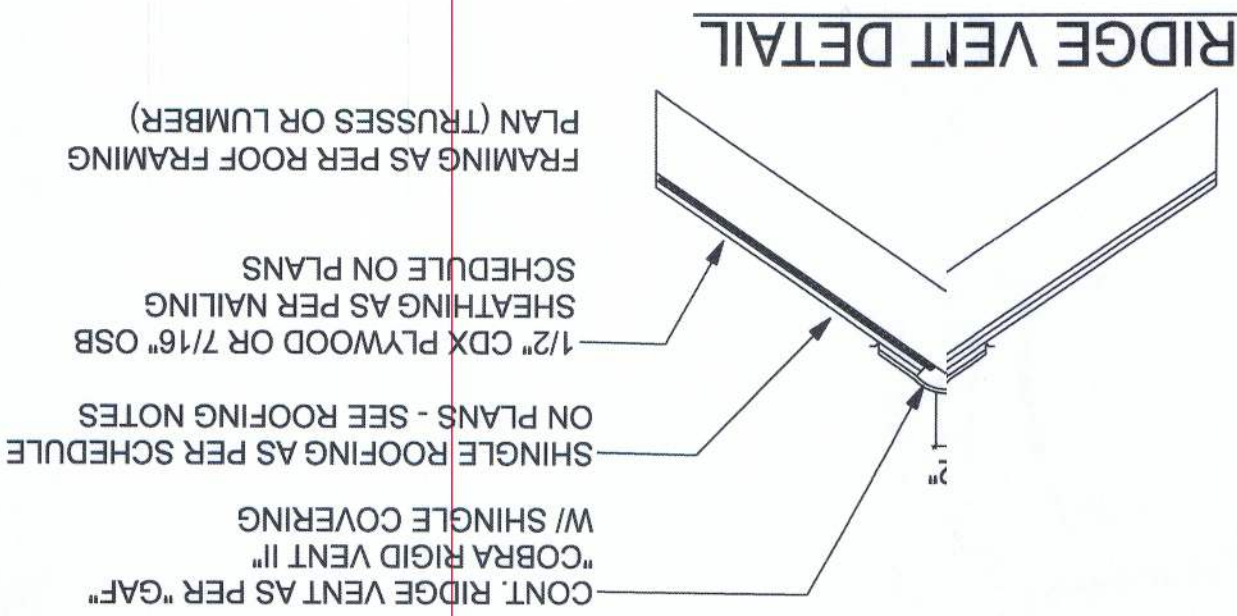 2"
CONT. RIDGE VENT AS PER "GAF"
"COBRA RIGID VENT II"
W/ SHINGLE COVERING
SHINGLE ROOFING AS PER SCHEDULE
ON PLANS - SEE ROOFING NOTES
1/2" CDX PLYWOOD OR 7/16" OSB
SHEATHING AS PER NAILING
SCHEDULE ON PLANS
FRAMING AS PER ROOF FRAMING
PLAN (TRUSSES OR LUMBER)
RIDGE VENT DETAIL